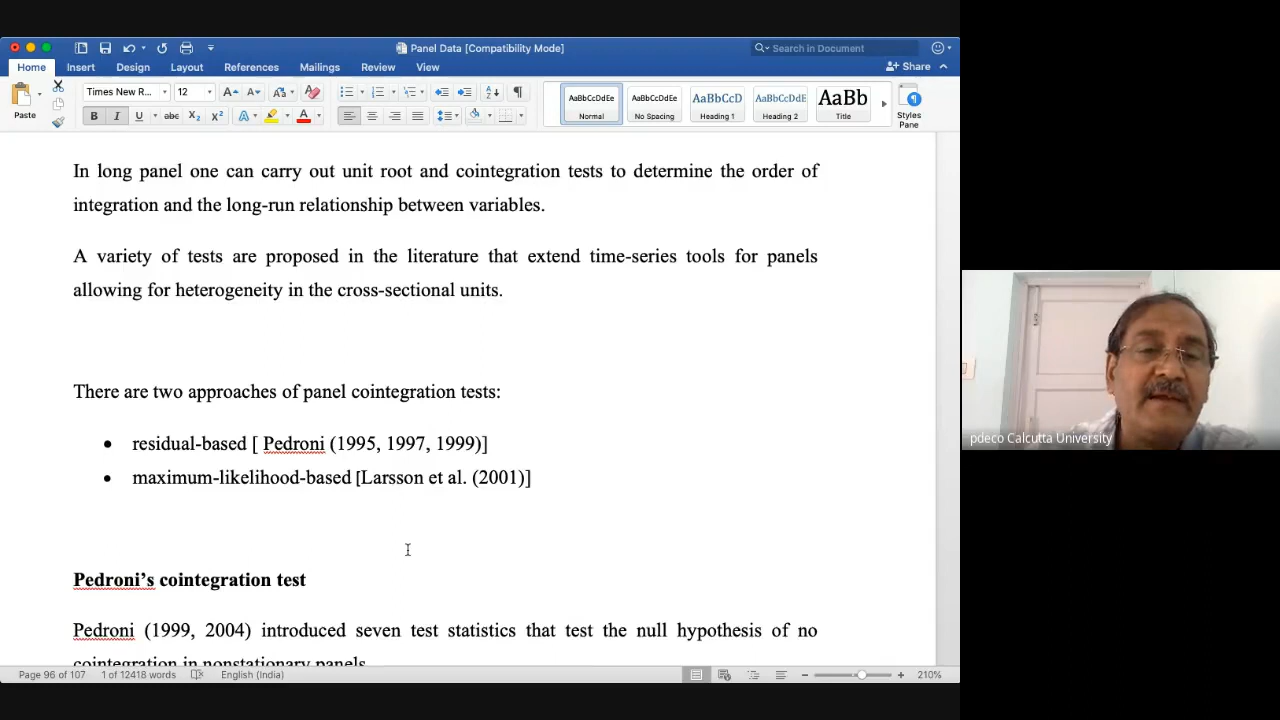 Panel Data [Compatibility Mode]
Search in Document
Home Insert Design Layout References Mailings Review View
Share
Paste
Times New R... 12
AaBbCcDdEe AaBbCcDdEe AaBbCcD AaBbCcDdE AaBb
Normal No Spacing Heading 1 Heading 2 Title
Styles
Pane
In long panel one can carry out unit root and cointegration tests to determine the order of
integration and the long-run relationship between variables.
A variety of tests are proposed in the literature that extend time-series tools for panels
allowing for heterogeneity in the cross-sectional units.
There are two approaches of panel cointegration tests:
• residual-based [ Pedroni (1995, 1997, 1999)]
• maximum-likelihood-based [Larsson et al. (2001)]
Pedroni’s cointegration test
Pedroni (1999, 2004) introduced seven test statistics that test the null hypothesis of no
cointegration in nonstationary panels.
Page 96 of 107 1 of 12418 words English (India) 210%
pdeco Calcutta University